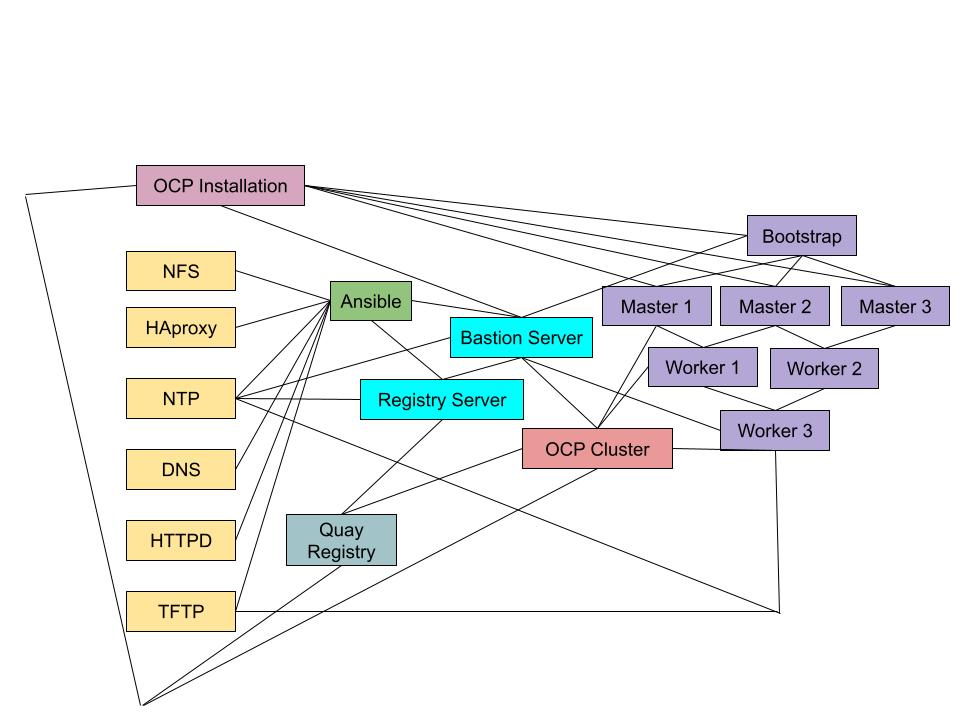 OCP Installation
Bootstrap
NFS
Ansible
Master 1
Master 2
Master 3
HAproxy
Bastion Server
Worker 1
Worker 2
NTP
Registry Server
Worker 3
OCP Cluster
DNS
Quay
Registry
HTTPD
TFTP